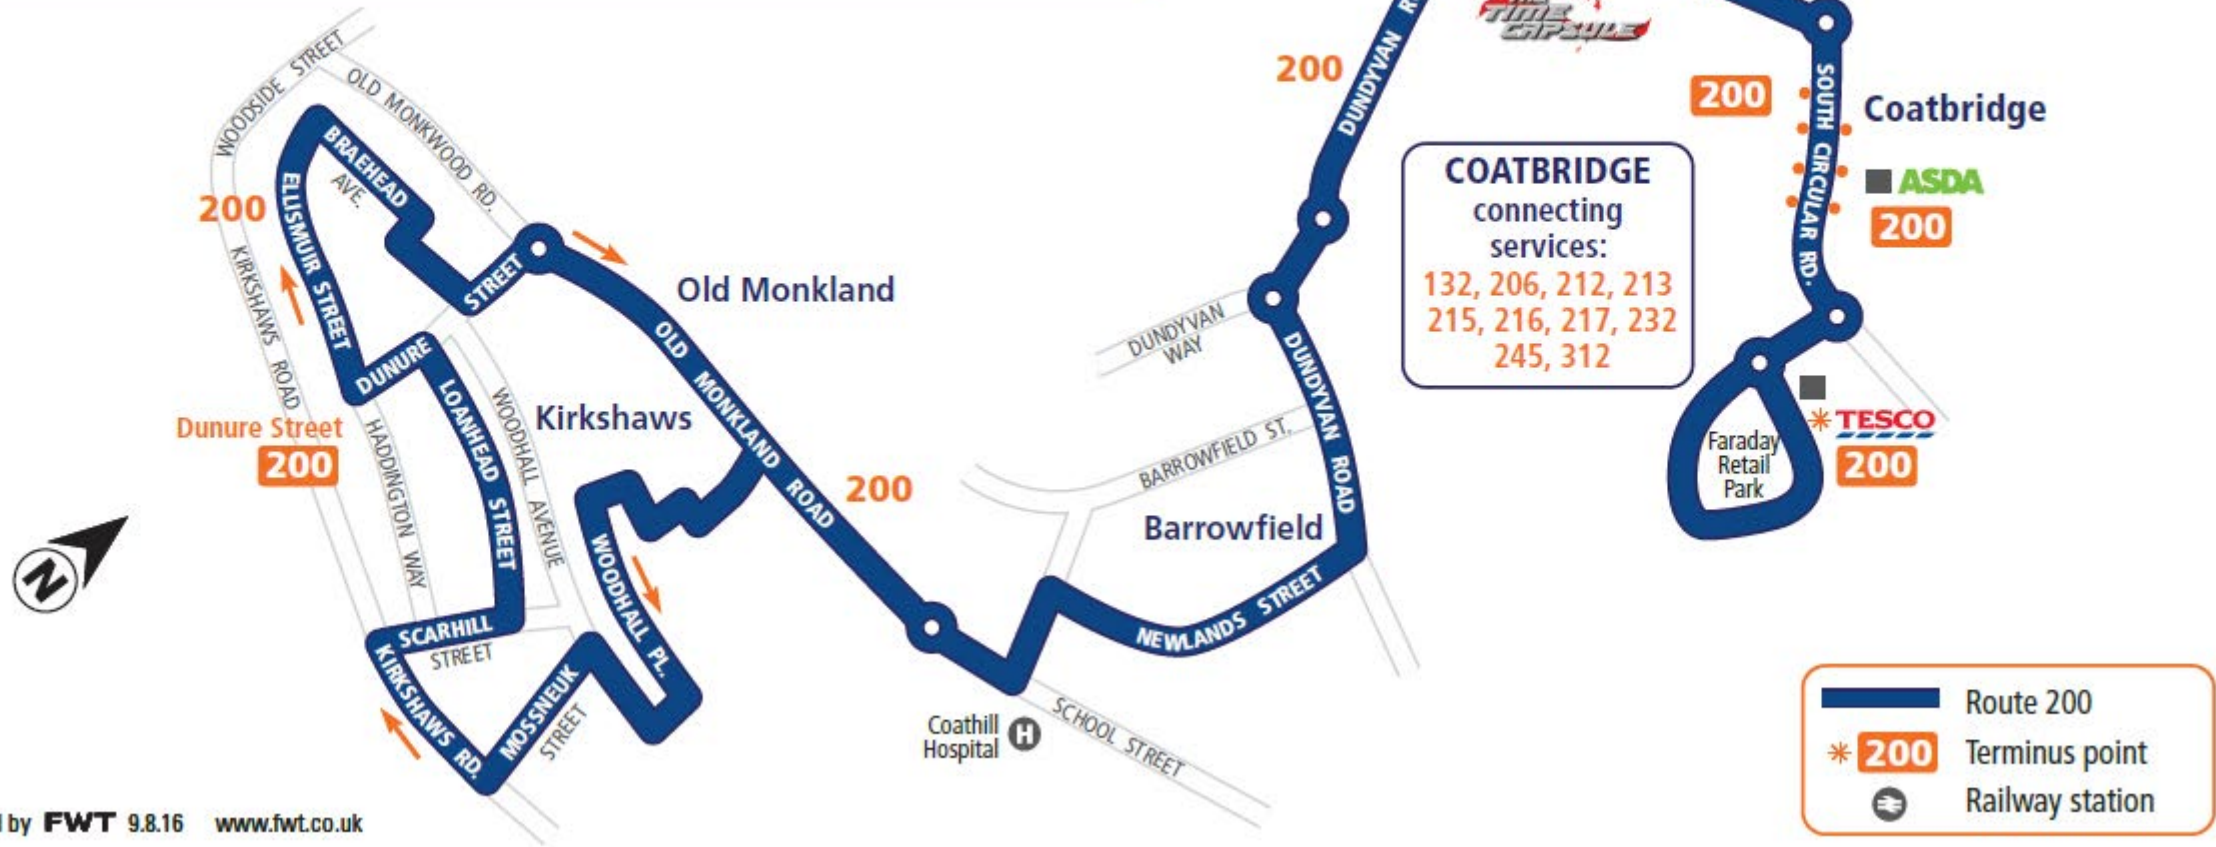 WOODSIDE STREET
OLD MONKWOOD RD.
BRAEHEAD
AVE.
200
ELLISMUIR STREET
KIRKSHAWS ROAD
STREET
DUNURE
Old Monkland
OLD MONKLAND ROAD
Dunure Street
200
HADDINGTON WAY
LOANHEAD STREET
WOODHALL AVENUE
Kirkshaws
200
WOODHALL PL.
SCARHILL
STREET
KIRKSHAWS RD.
MOSSNEUK
STREET
N
Coathill
Hospital
H
SCHOOL STREET
NEWLANDS STREET
Barrowfield
BARROWFIELD ST.
DUNDYVAN ROAD
DUNDYVAN
WAY
200
DUNDYVAN R
TIME
CAPSULE
COATBRIDGE
connecting
services:
132, 206, 212, 213
215, 216, 217, 232
245, 312
200
SOUTH CIRCULAR RD.
Coatbridge
ASDA
200
TESCO
200
Faraday
Retail
Park
Route 200
200 Terminus point
Railway station
by FWT 9.8.16 www.fwt.co.uk